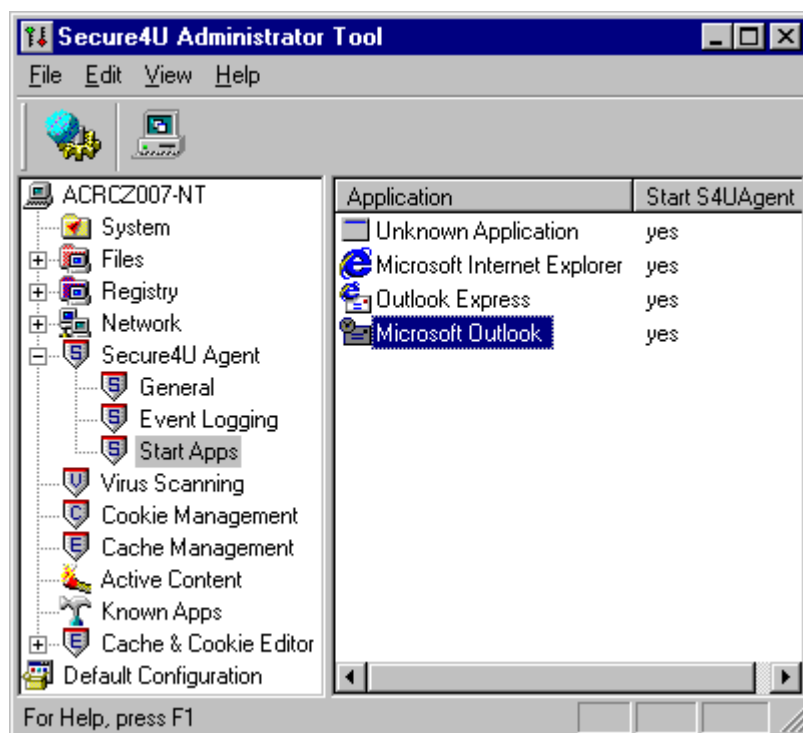 Secure4U Administrator Tool
File Edit View Help
ACRCZ007-NT
System
Files
Registry
Network
Secure4U Agent
General
Event Logging
Start Apps
Virus Scanning
Cookie Management
Cache Management
Active Content
Known Apps
Cache & Cookie Editor
Default Configuration
Application Start S4UAgent
Unknown Application yes
Microsoft Internet Explorer yes
Outlook Express yes
Microsoft Outlook yes
For Help, press F1